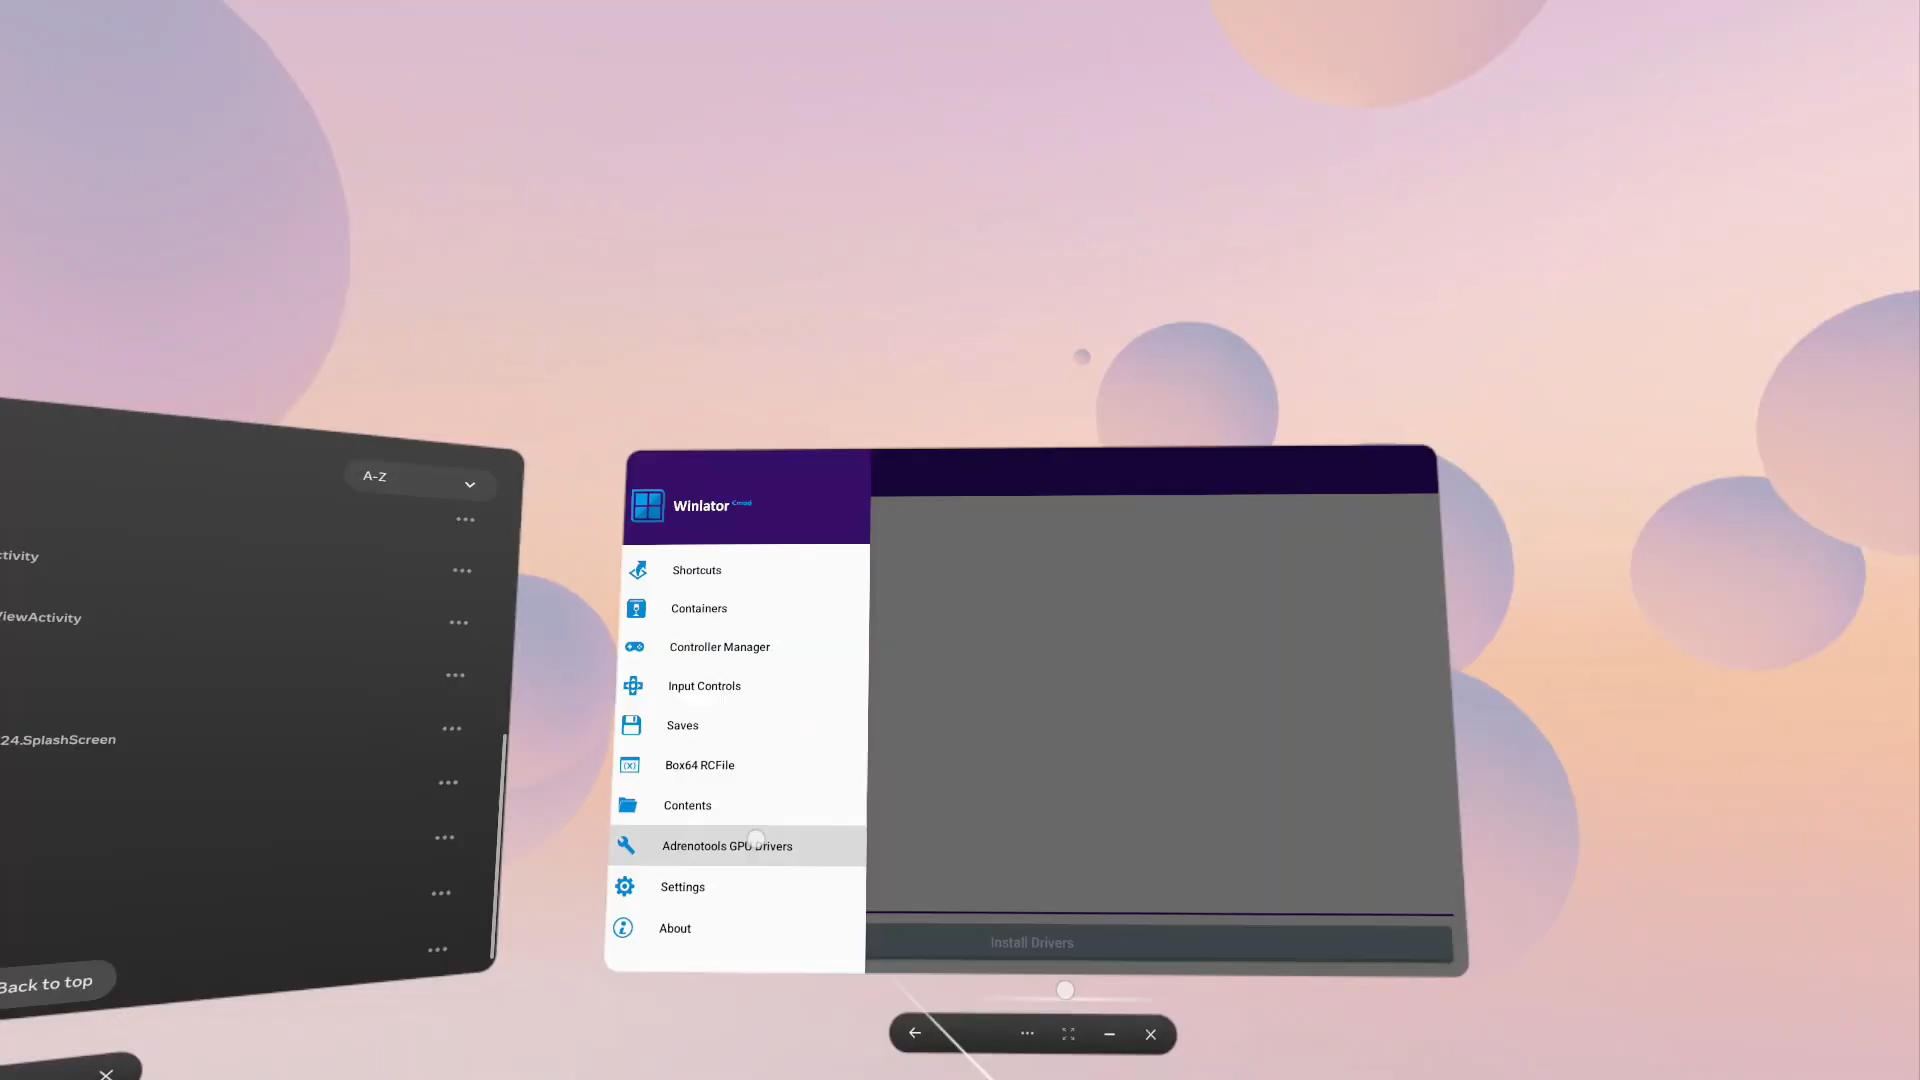 A-Z
ctivity
ViewActivity
24.SplashScreen
Back to top
Winlator Cmod
Shortcuts
Containers
Controller Manager
Input Controls
Saves
Box64 RCFile
Contents
Adrenotools GPU Drivers
Settings
About
Install Drivers